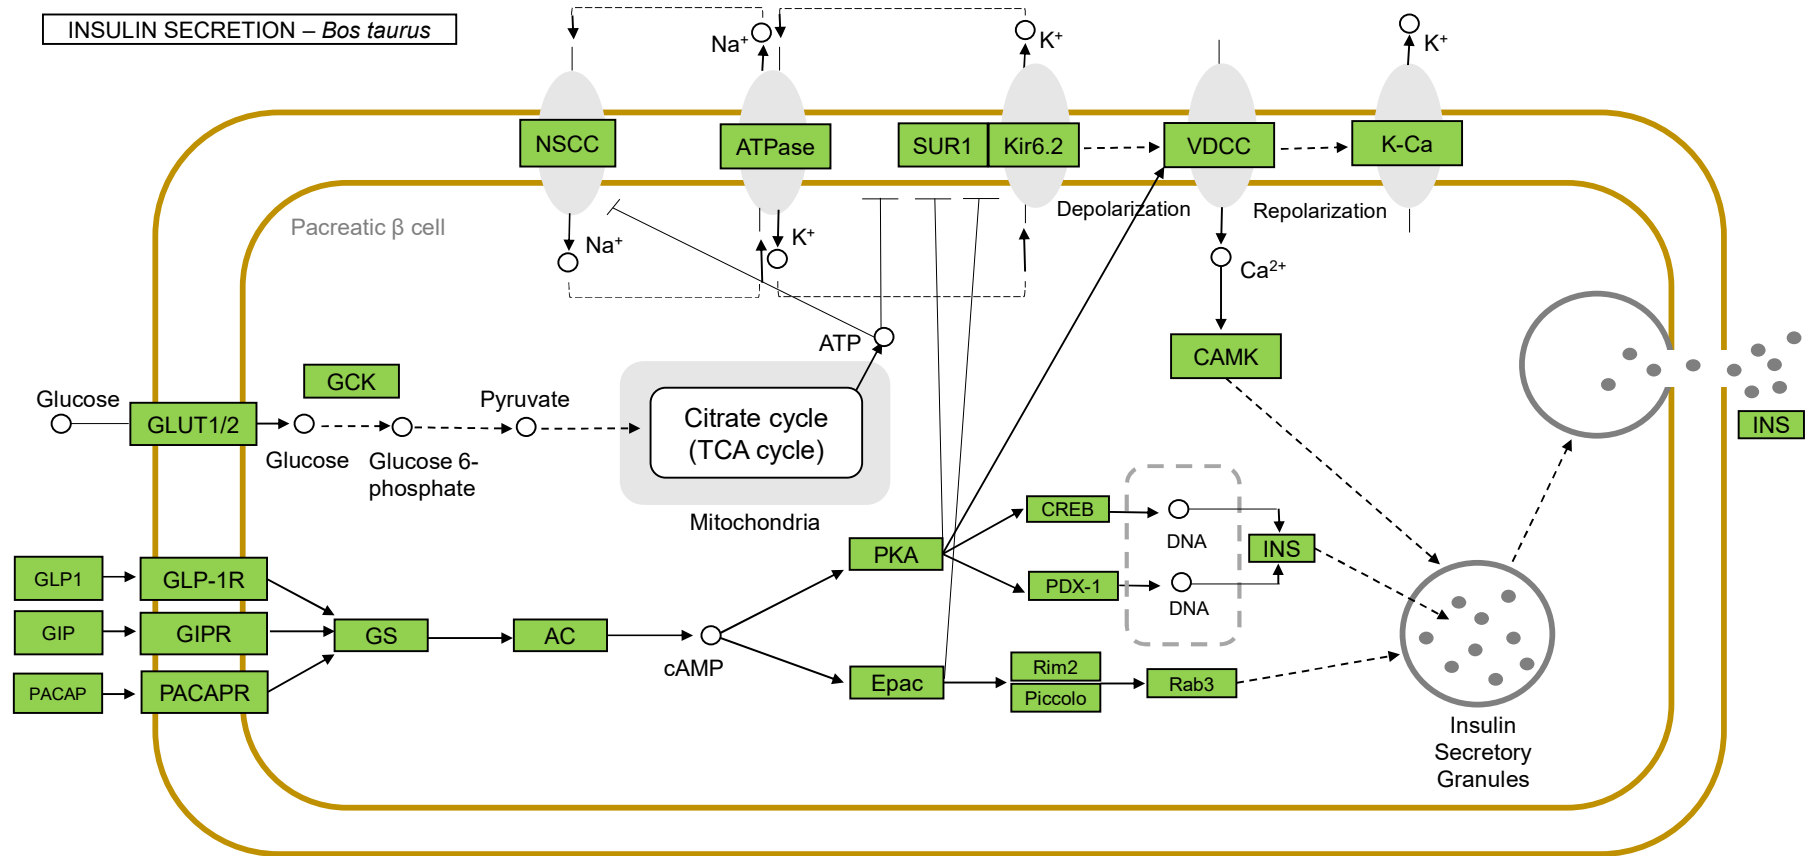 INSULIN SECRETION – Bos taurus
Na⁺
K⁺
K⁺
NSCC
ATPase
SUR1
Kir6.2
VDCC
K-Ca
Pacreatic β cell
Na⁺
K⁺
Depolarization
Repolarization
Ca²⁺
ATP
CAMK
GCK
Glucose
GLUT1/2
Pyruvate
Glucose
Glucose 6-
phosphate
Citrate cycle
(TCA cycle)
Mitochondria
INS
CREB
DNA
INS
PKA
PDX-1
DNA
GLP1
GLP-1R
GIP
GIPR
GS
AC
cAMP
PACAP
PACAPR
Epac
Rim2
Piccolo
Rab3
Insulin
Secretory
Granules